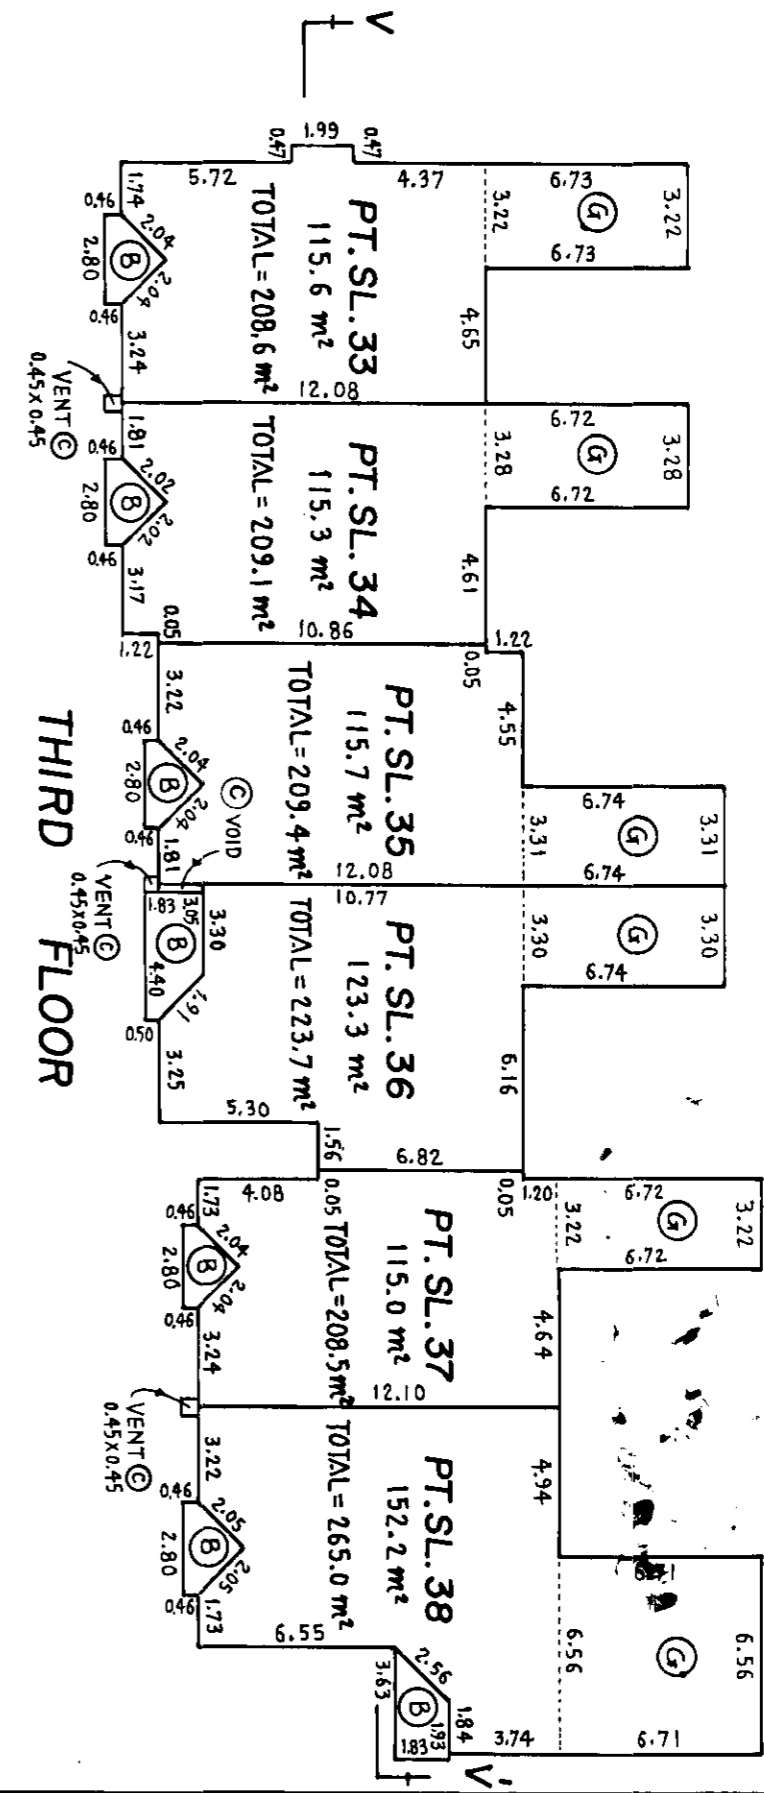 V
0.47
1.99
0.47
5.72
4.37
6.73
3.22
G
3.22
6.73
1.74
0.46
2.04
B
2.80
2.04
0.46
3.24
PT. SL. 33
115.6 m²
TOTAL = 208.6 m²
4.65
12.08
VENT C
0.45 x 0.45
1.81
0.46
2.02
B
2.80
2.02
0.46
3.17
PT. SL. 34
115.3 m²
TOTAL = 209.1 m²
6.72
3.28
G
3.28
6.72
4.61
0.05
1.22
10.86
1.22
0.05
3.22
0.46
2.04
B
2.80
2.04
0.46
1.81
C VOID
PT. SL. 35
115.7 m²
TOTAL = 209.4 m²
4.55
6.74
3.31
G
3.31
6.74
12.08
10.77
VENT C
0.45x0.45
1.83
3.05
3.30
B
4.40
1.91
0.50
3.25
PT. SL. 36
123.3 m²
TOTAL = 223.7 m²
3.30
G
3.30
6.74
6.16
5.30
1.56
6.82
0.05
0.05
1.20
4.08
1.73
0.46
2.04
B
2.80
2.04
0.46
3.24
PT. SL. 37
115.0 m²
TOTAL = 208.5 m²
6.72
3.22
G
3.22
6.72
4.64
12.10
VENT C
0.45x0.45
3.22
0.46
2.05
B
2.80
2.05
0.46
1.73
PT. SL. 38
152.2 m²
TOTAL = 265.0 m²
4.94
6.56
G
6.56
6.71
6.55
3.63
2.56
B
1.93
1.83
1.84
3.74
V'
THIRD FLOOR